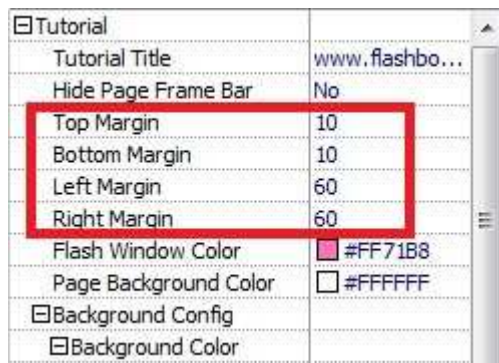 Tutorial
Tutorial Title www.flashbo...
Hide Page Frame Bar No
Top Margin 10
Bottom Margin 10
Left Margin 60
Right Margin 60
Flash Window Color #FF71B8
Page Background Color #FFFFFF
Background Config
Background Color